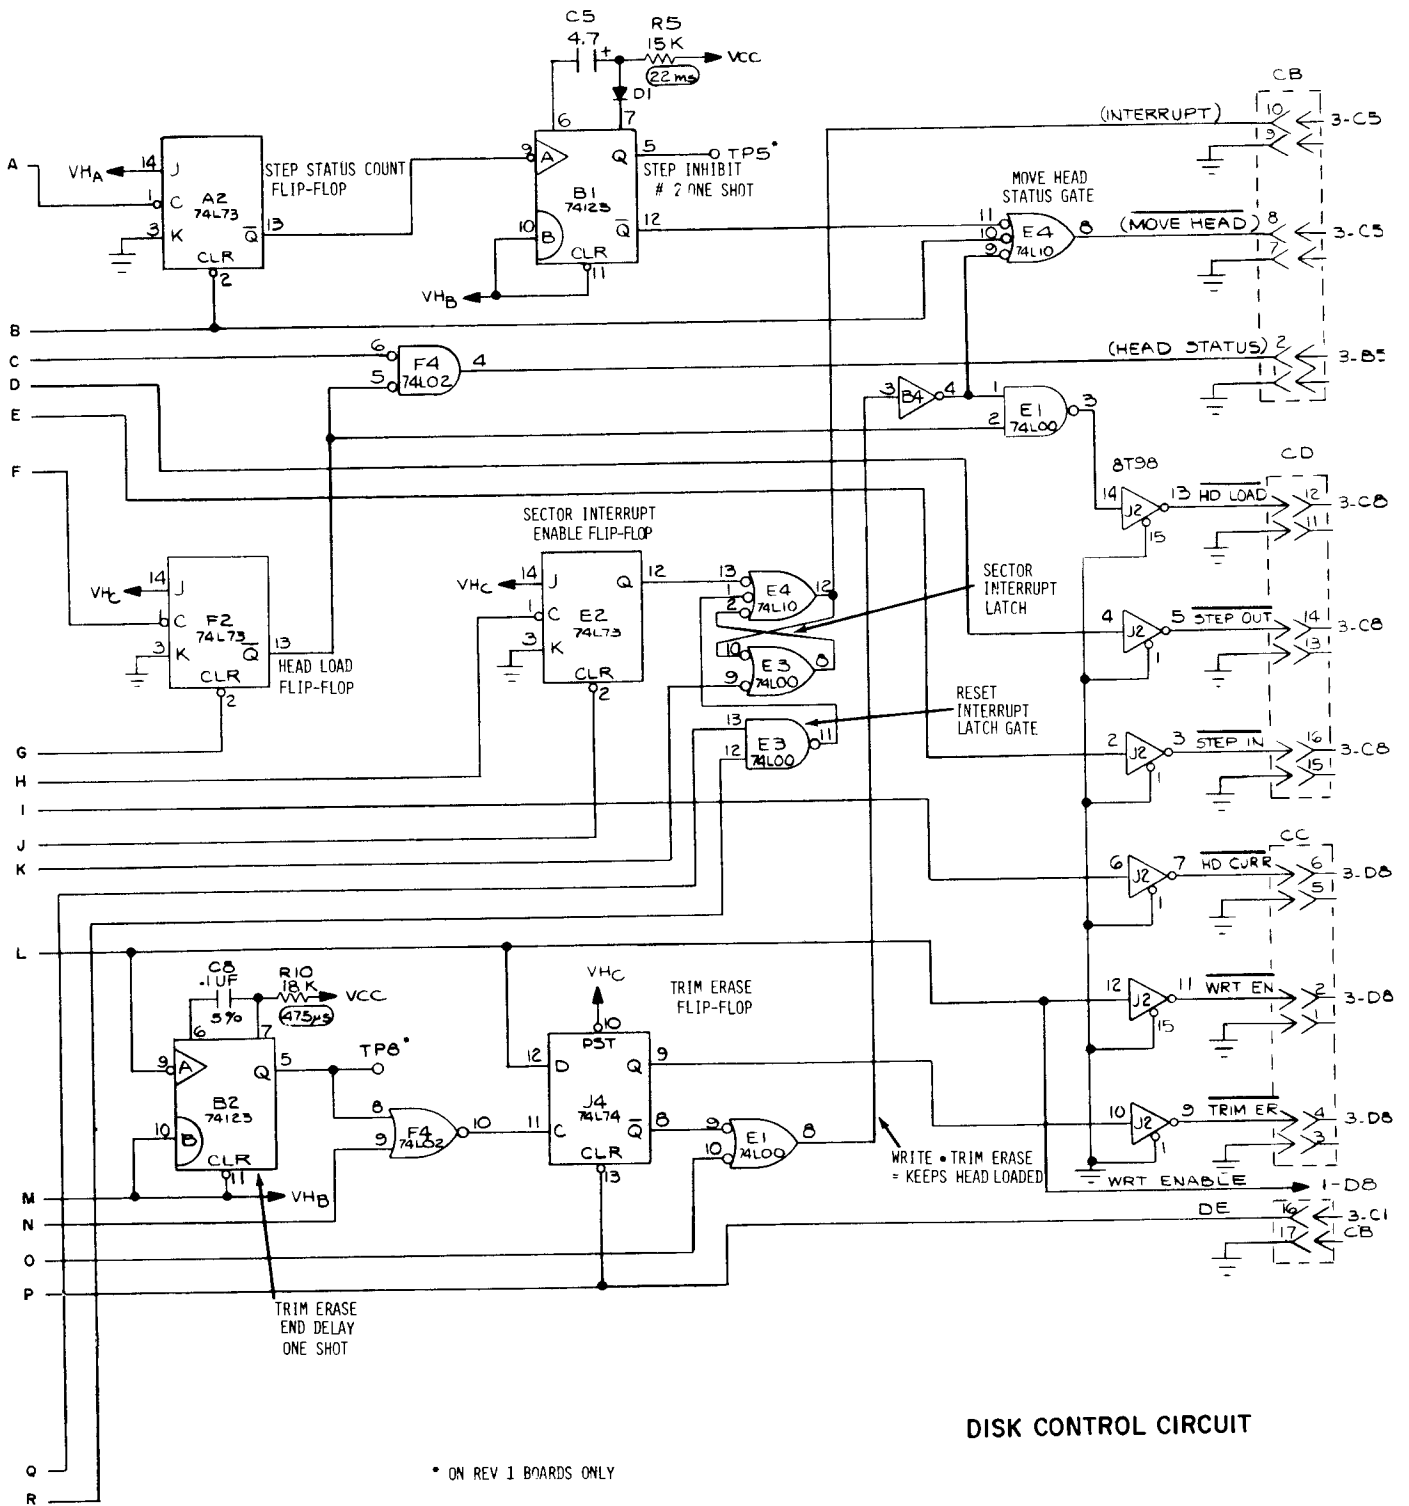 C5
4.7
+
R5
15K
22ms
VCC
D1
6
7
CB
(INTERRUPT)
10
9
3-C5
A
VHA
14
J
1
C
A2
74L73
3
K
Q
13
CLR
2
STEP STATUS COUNT
FLIP-FLOP
9
A
Q
5
TP5*
B1
74123
STEP INHIBIT
# 2 ONE SHOT
10
B
Q
12
CLR
11
VHB
MOVE HEAD
STATUS GATE
11
10
9
E4
74L10
8
(MOVE HEAD)
8
7
3-C5
B
C
D
E
F
6
5
F4
74L02
4
(HEAD STATUS)
2
1
3-B5
3
B4
4
1
2
E1
74L00
3
8T98
CD
14
J2
13
HD LOAD
12
11
3-C8
15
SECTOR INTERRUPT
ENABLE FLIP-FLOP
VHC
14
J
1
C
F2
74L73
3
K
Q
13
CLR
2
HEAD LOAD
FLIP-FLOP
VHC
14
J
Q
12
1
C
E2
74L73
3
K
CLR
2
13
1
2
E4
74L10
12
SECTOR
INTERRUPT
LATCH
10
9
E3
74L00
8
4
J2
5
STEP OUT
14
13
3-C8
1
RESET
INTERRUPT
LATCH GATE
13
12
E3
74L00
11
2
J2
3
STEP IN
16
15
3-C8
1
G
H
I
J
K
CC
6
J2
7
HD CURR
6
5
3-D8
1
L
C8
.1UF
5%
R10
18K
475µs
VCC
6
7
VHC
TRIM ERASE
FLIP-FLOP
12
J2
11
WRT EN
2
1
3-D8
15
9
A
Q
5
TP8*
B2
74123
10
B
CLR
11
VHB
8
9
F4
74L02
10
10
PST
12
D
Q
9
J4
74L74
11
C
Q
8
CLR
13
9
10
E1
74L00
8
10
J2
9
TRIM ER
4
3
3-D8
1
WRITE • TRIM ERASE
= KEEPS HEAD LOADED
WRT ENABLE
1-D8
M
N
O
P
DE
16
17
3-C1
CB
TRIM ERASE
END DELAY
ONE SHOT
DISK CONTROL CIRCUIT
* ON REV 1 BOARDS ONLY
Q
R